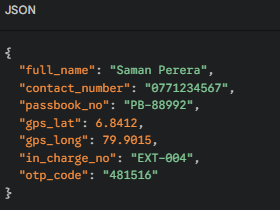 JSON
{
"full_name": "Saman Perera",
"contact_number": "0771234567",
"passbook_no": "PB-88992",
"gps_lat": 6.8412,
"gps_long": 79.9015,
"in_charge_no": "EXT-004",
"otp_code": "481516"
}